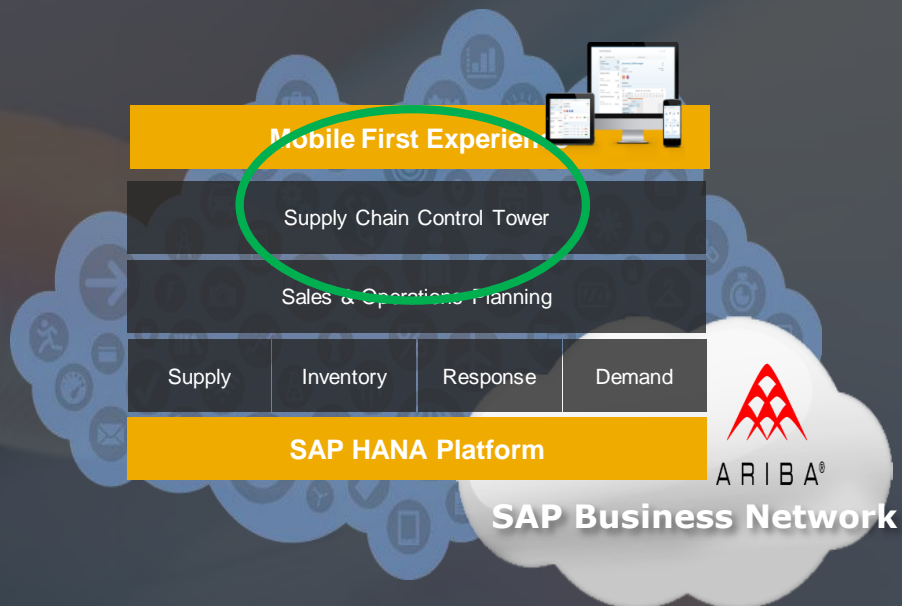 Mobile First Experience
Supply Chain Control Tower
Sales & Operations Planning
Supply Inventory Response Demand
SAP HANA Platform
ARIBA®
SAP Business Network